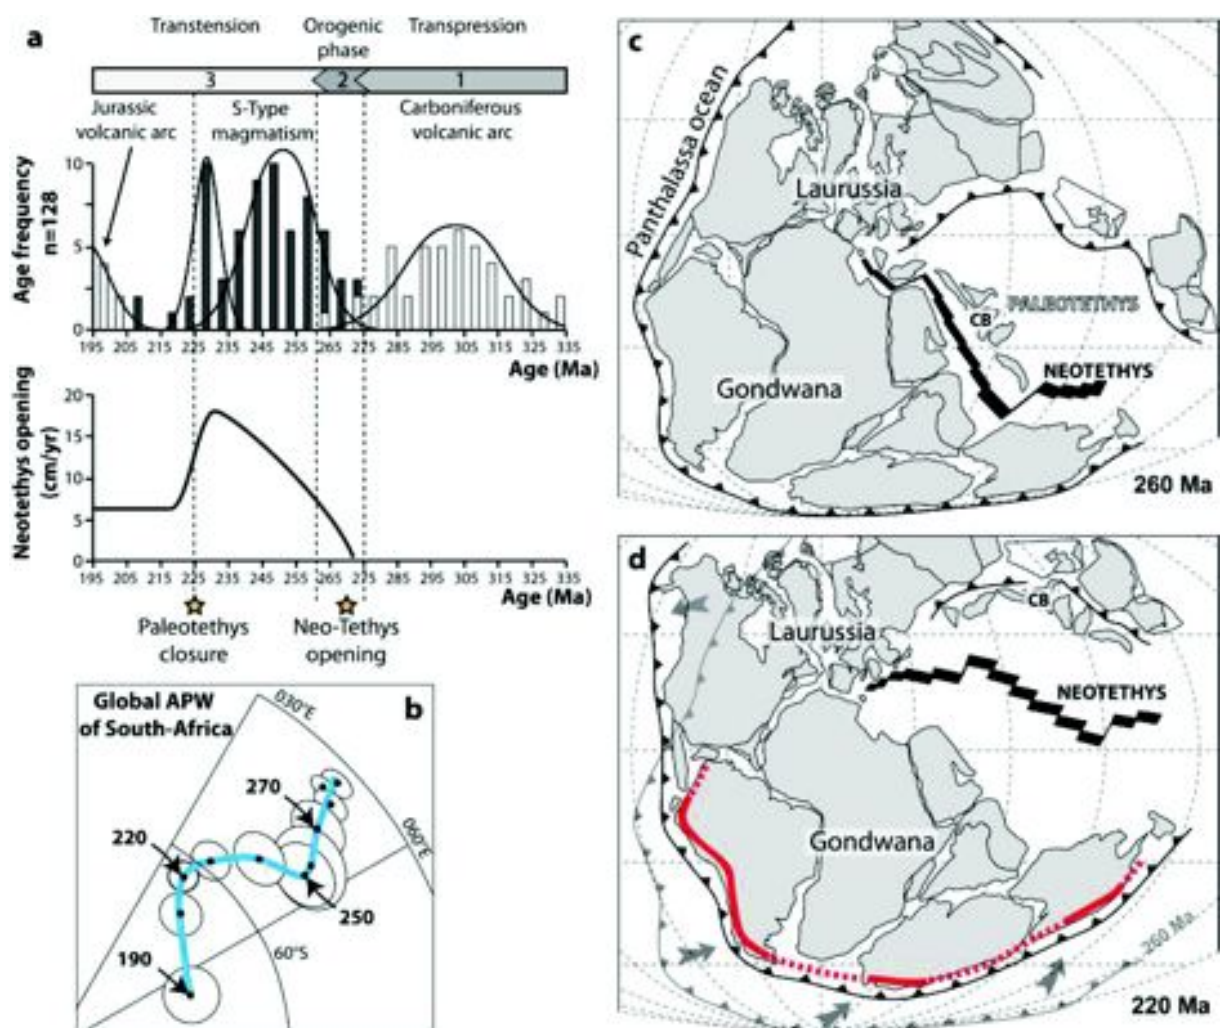 a
Transtension
Orogenic
phase
Transpression
3
2
1
Jurassic
volcanic arc
S-Type
magmatism
Carboniferous
volcanic arc
Age frequency
n=128
10
5
0
195 205 215 225 235 245 255 265 275 285 295 305 315 325 335
Age (Ma)
Neotethys opening
(cm/yr)
20
15
10
5
0
195 205 215 225 235 245 255 265 275 285 295 305 315 325 335
Age (Ma)
Paleotethys
closure
Neo-Tethys
opening
b
Global APW
of South-Africa
030°E
060°E
270
220
250
190
60°S
c
Panthalassa ocean
Laurussia
PALEOTETHYS
CB
NEOTETHYS
Gondwana
260 Ma
d
CB
Laurussia
NEOTETHYS
Gondwana
260 Ma
220 Ma